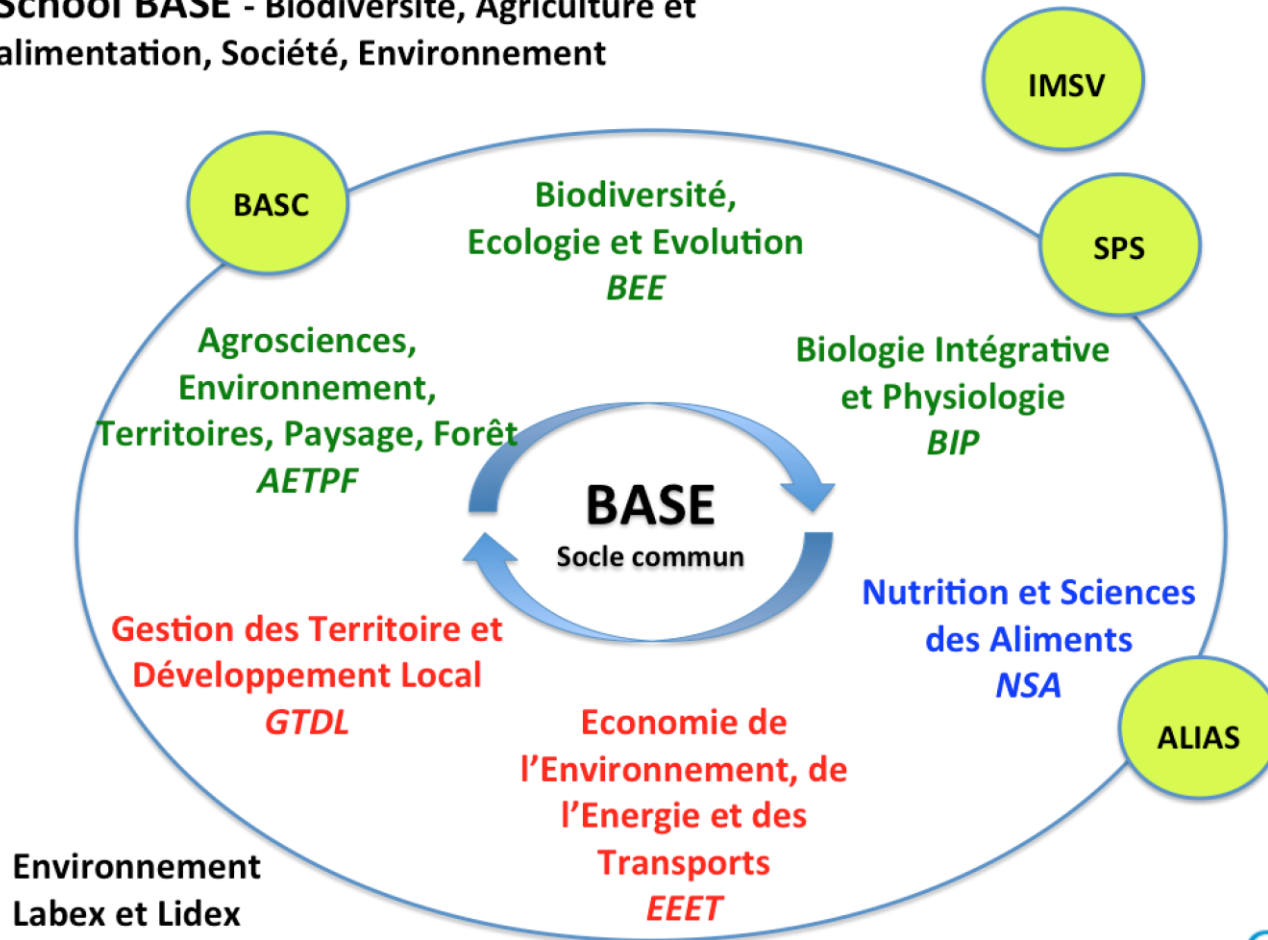 School BASE - Biodiversité, Agriculture et
alimentation, Société, Environnement
IMSV
BASC
SPS
Biodiversité,
Ecologie et Evolution
BEE
Agrosciences,
Environnement,
Territoires, Paysage, Forêt
AETPF
Biologie Intégrative
et Physiologie
BIP
BASE
Socle commun
Nutrition et Sciences
des Aliments
NSA
Gestion des Territoire et
Développement Local
GTDL
Economie de
l'Environnement, de
l'Energie et des
Transports
EEET
ALIAS
Environnement
Labex et Lidex